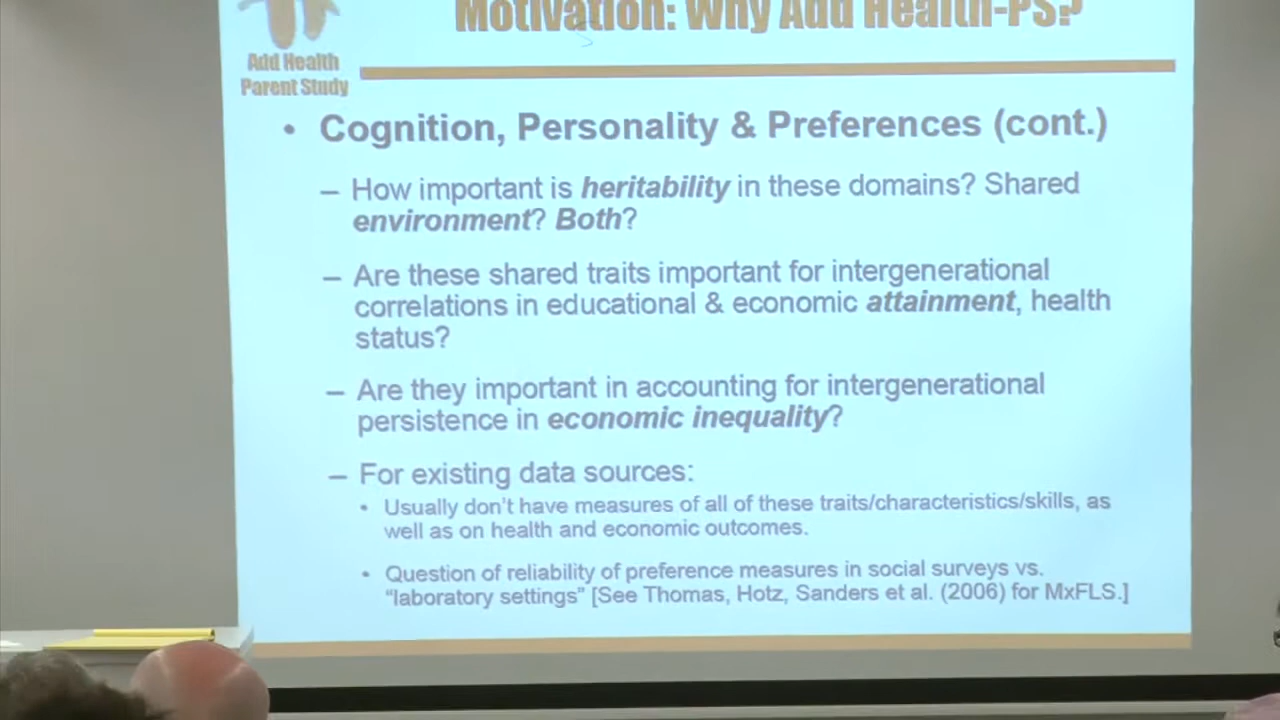 Motivation: Why Add Health-PS?
Add Health
Parent Study
• Cognition, Personality & Preferences (cont.)
– How important is heritability in these domains? Shared
environment? Both?
– Are these shared traits important for intergenerational
correlations in educational & economic attainment, health
status?
– Are they important in accounting for intergenerational
persistence in economic inequality?
– For existing data sources:
• Usually don't have measures of all of these traits/characteristics/skills, as
well as on health and economic outcomes.
• Question of reliability of preference measures in social surveys vs.
"laboratory settings" [See Thomas, Hotz, Sanders et al. (2006) for MxFLS.]